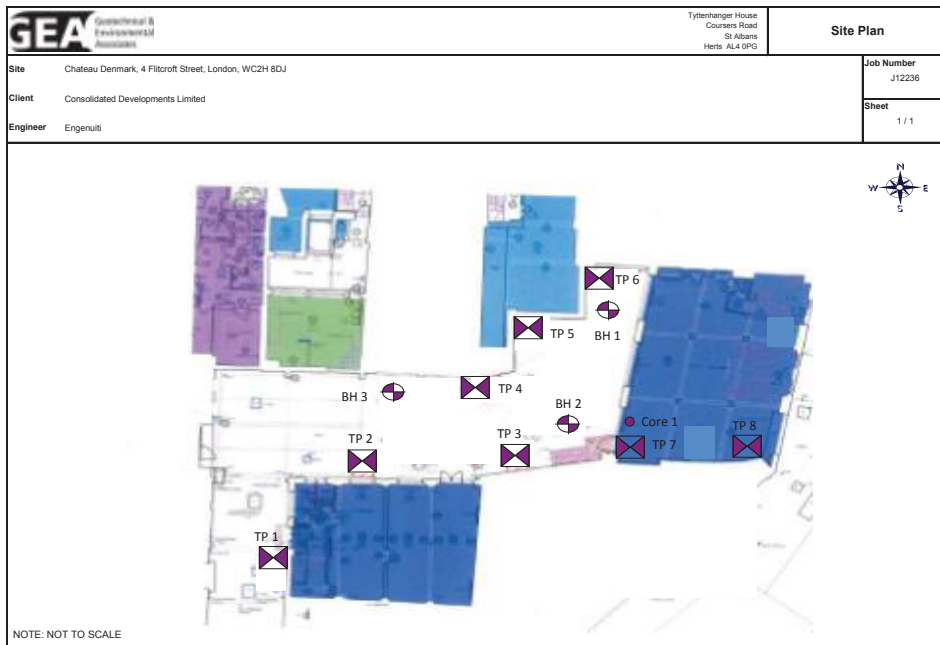 GEA
Geotechnical &
Environmental
Associates
Tyttenhanger House
Coursers Road
St Albans
Herts AL4 0PG
Site Plan
Site Chateau Denmark, 4 Flitcroft Street, London, WC2H 8DJ
Client Consolidated Developments Limited
Engineer Engenuiti
Job Number
J12236
Sheet
1 / 1
N
W E
S
TP 6
BH 1
TP 5
TP 4
BH 3
BH 2
Core 1
TP 8
TP 7
TP 3
TP 2
TP 1
NOTE: NOT TO SCALE